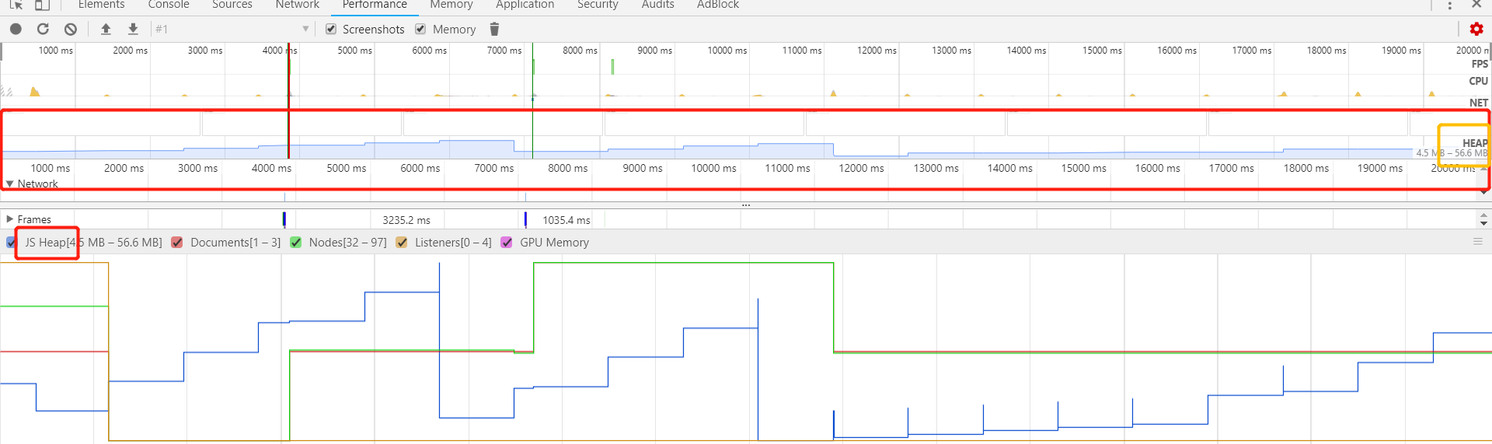 Elements Console Sources Network Performance Memory Application Security Audits AdBlock
#1 Screenshots Memory
1000 ms 2000 ms 3000 ms 4000 ms 5000 ms 6000 ms 7000 ms 8000 ms 9000 ms 10000 ms 11000 ms 12000 ms 13000 ms 14000 ms 15000 ms 16000 ms 17000 ms 18000 ms 19000 ms 20000 m
FPS
CPU
NET
HEAP
4.5 MB – 56.6 MB
1000 ms 2000 ms 3000 ms 4000 ms 5000 ms 6000 ms 7000 ms 8000 ms 9000 ms 10000 ms 11000 ms 12000 ms 13000 ms 14000 ms 15000 ms 16000 ms 17000 ms 18000 ms 19000 ms 20000 ms
Network
...
Frames 3235.2 ms 1035.4 ms
JS Heap[4.5 MB – 56.6 MB] Documents[1 – 3] Nodes[32 – 97] Listeners[0 – 4] GPU Memory